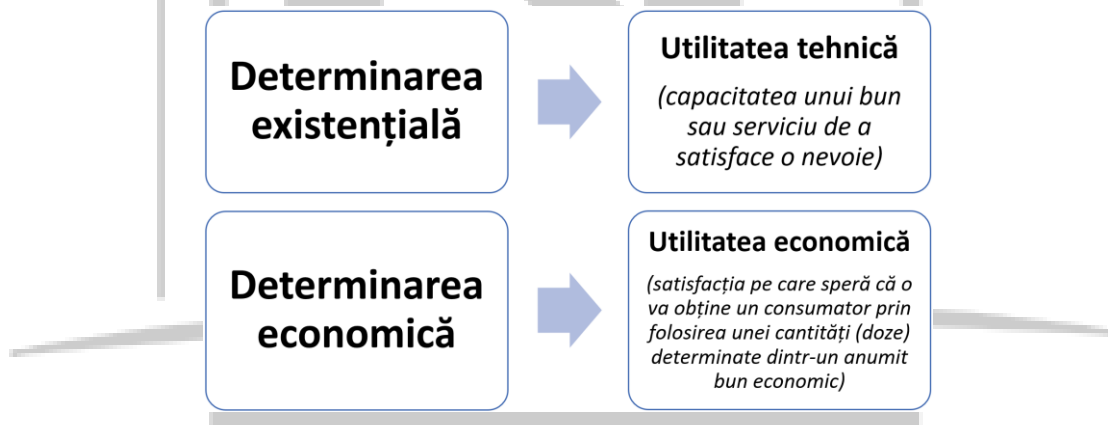 Determinarea
existențială
Utilitatea tehnică
(capacitatea unui bun
sau serviciu de a
satisface o nevoie)
Determinarea
economică
Utilitatea economică
(satisfacția pe care speră că o
va obține un consumator prin
folosirea unei cantități (doze)
determinate dintr-un anumit
bun economic)